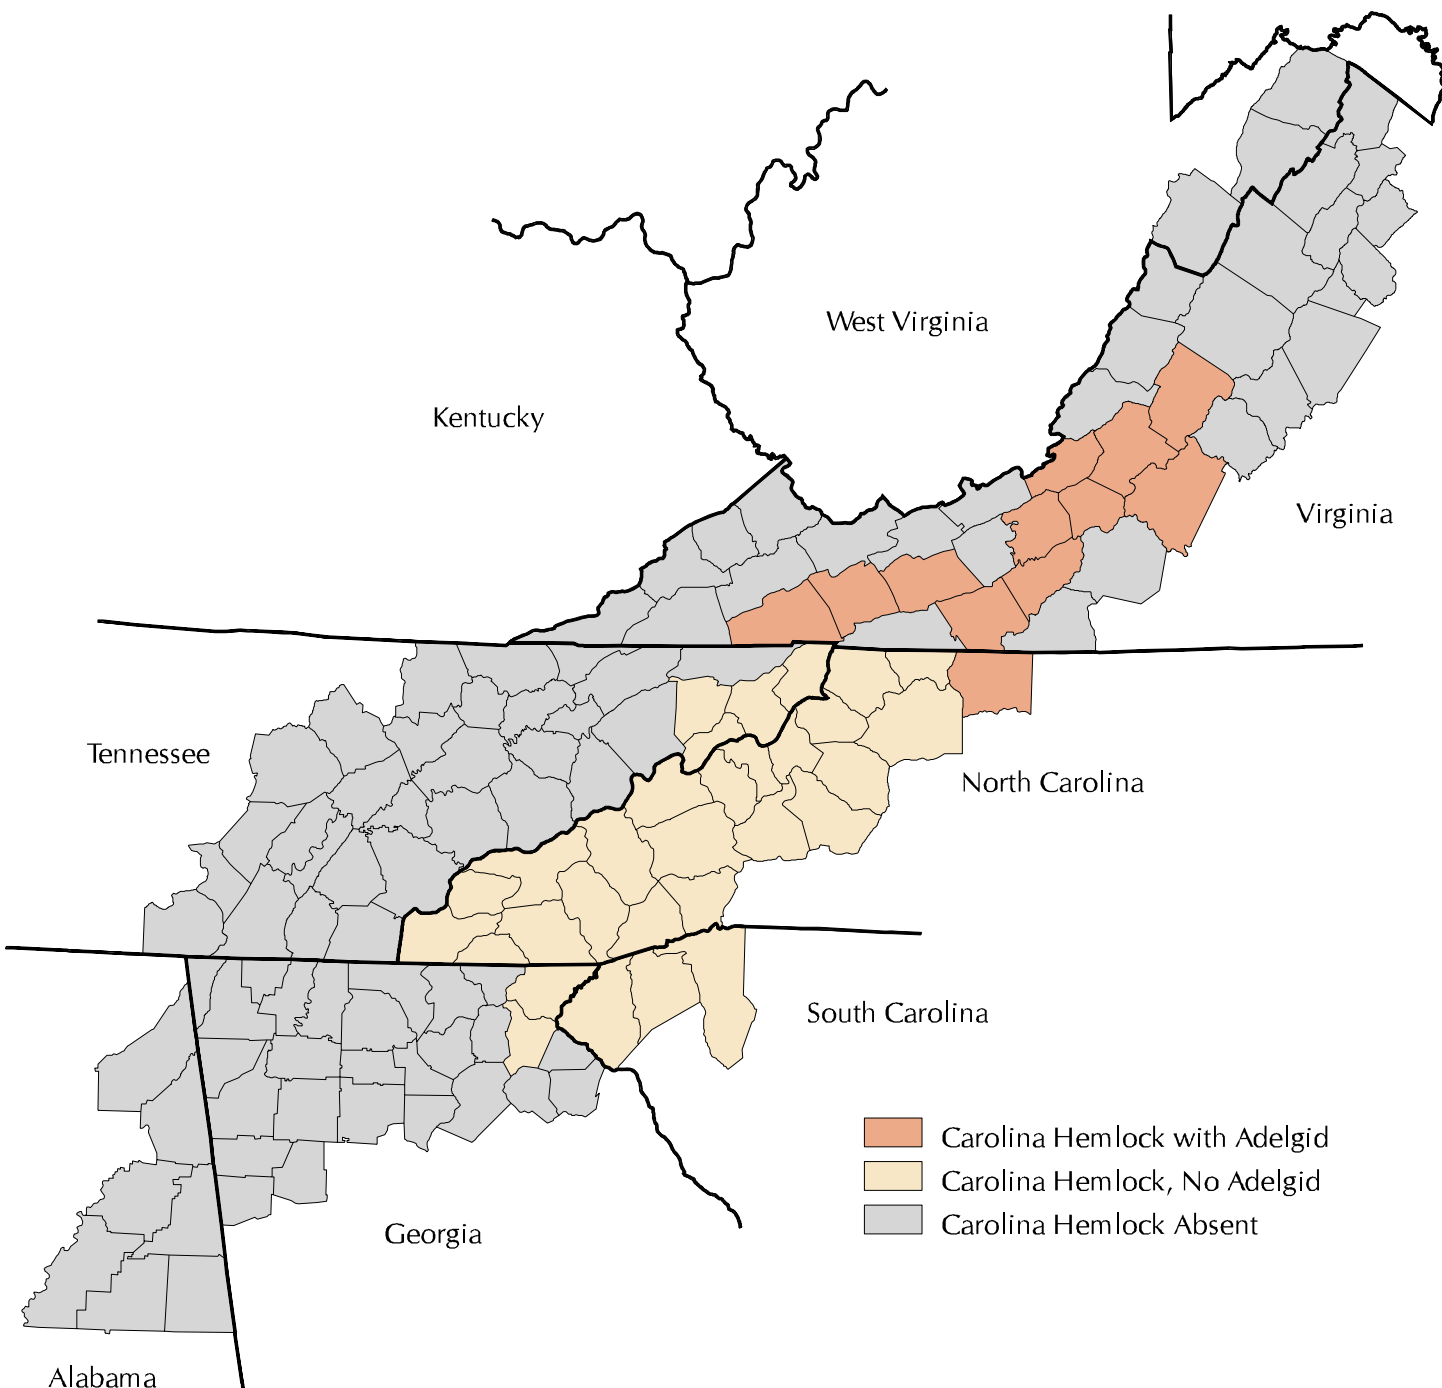 West Virginia
Kentucky
Virginia
Tennessee
North Carolina
South Carolina
Carolina Hemlock with Adelgid
Carolina Hemlock, No Adelgid
Carolina Hemlock Absent
Georgia
Alabama